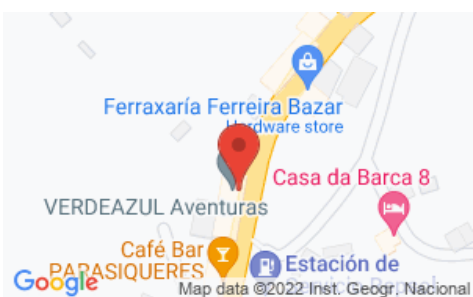 Ferraxaría Ferreira Bazar
Hardware store
Casa da Barca 8
VERDEAZUL Aventuras
Café Bar
PARASIQUERES
Estación de
Google
Map data ©2022 Inst. Geogr. Nacional